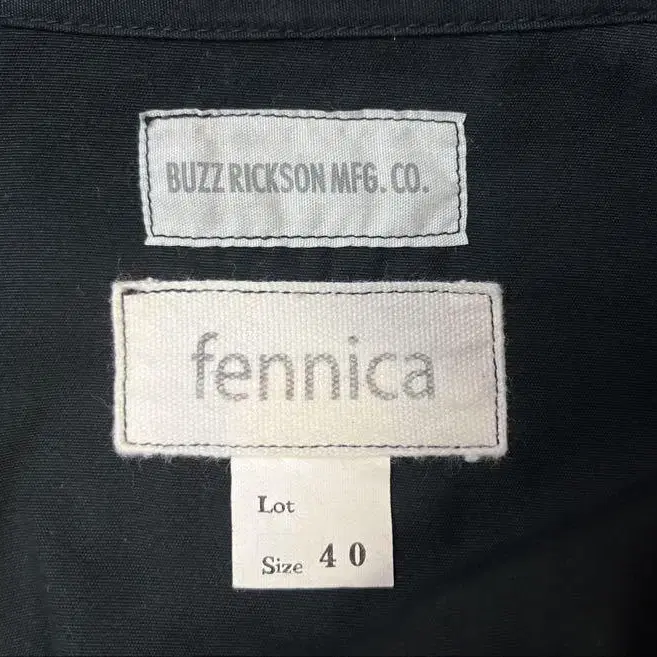 BUZZ RICKSON MFG. CO.
fennica
Lot
Size 40